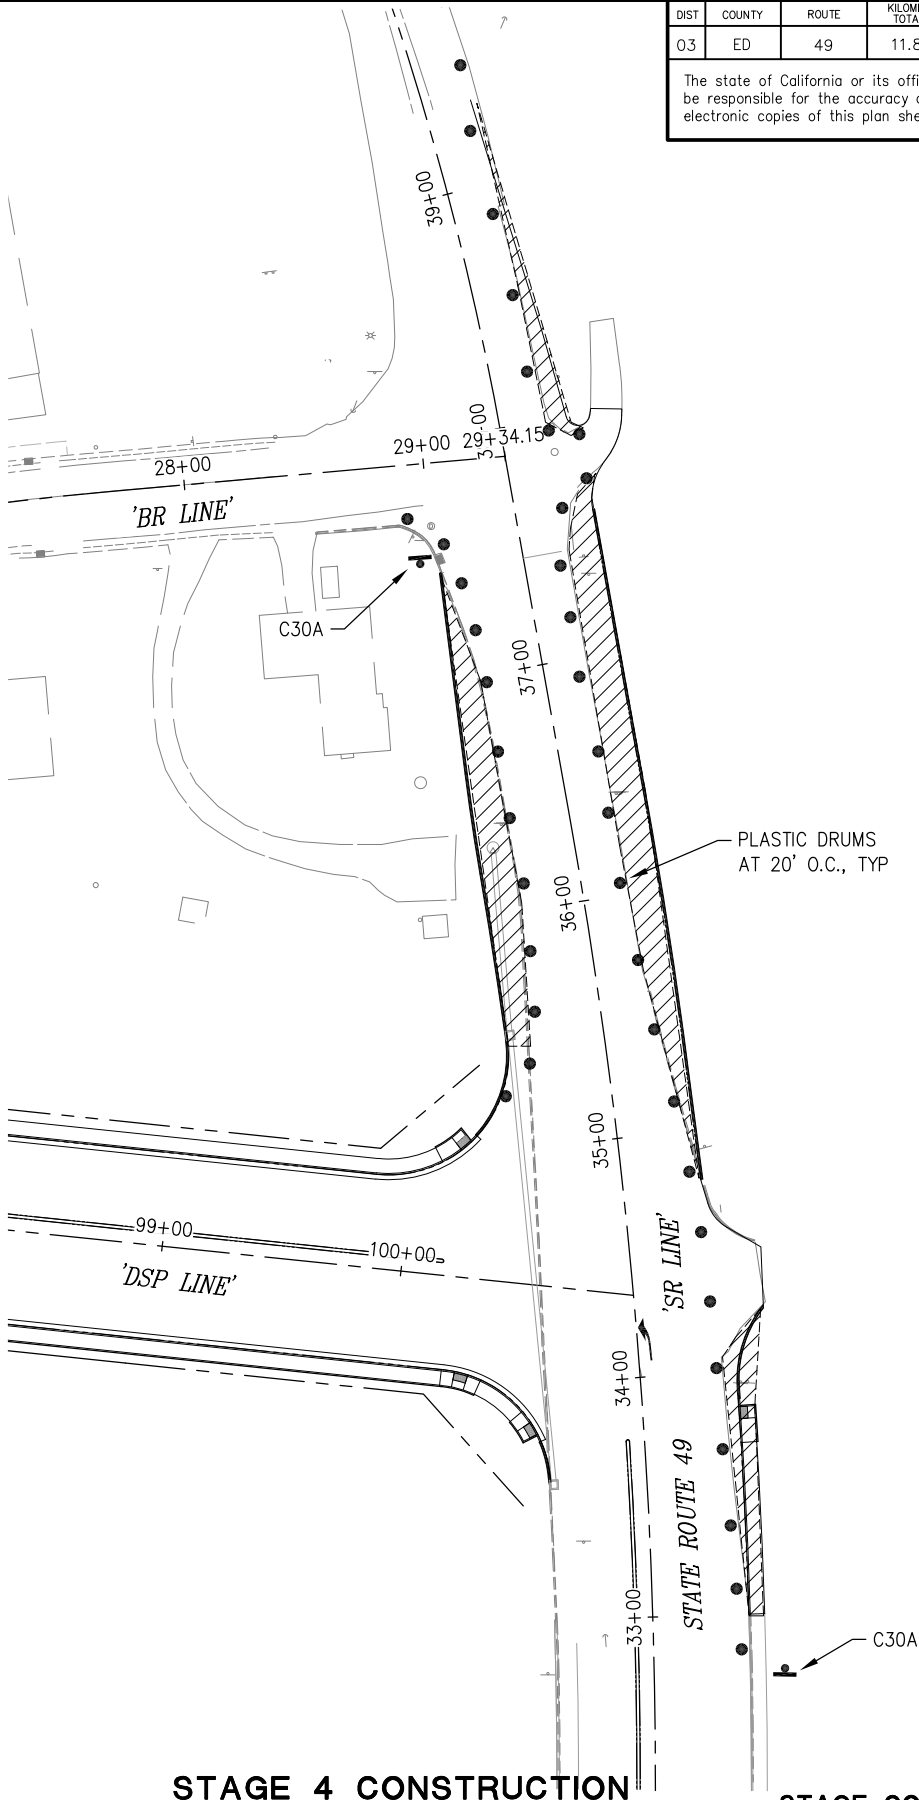 DIST COUNTY ROUTE
03 ED 49
The state of California or its
be responsible for the accuracy
electronic copies of this plan
39+00
29+00 29+34.15
28+00
'BR LINE'
C30A
37+00
PLASTIC DRUMS
AT 20' O.C., TYP
36+00
35+00
99+00
100+00
'DSP LINE'
'SR LINE'
34+00
STATE ROUTE 49
33+00
C30A
STAGE 4 CONSTRUCTION